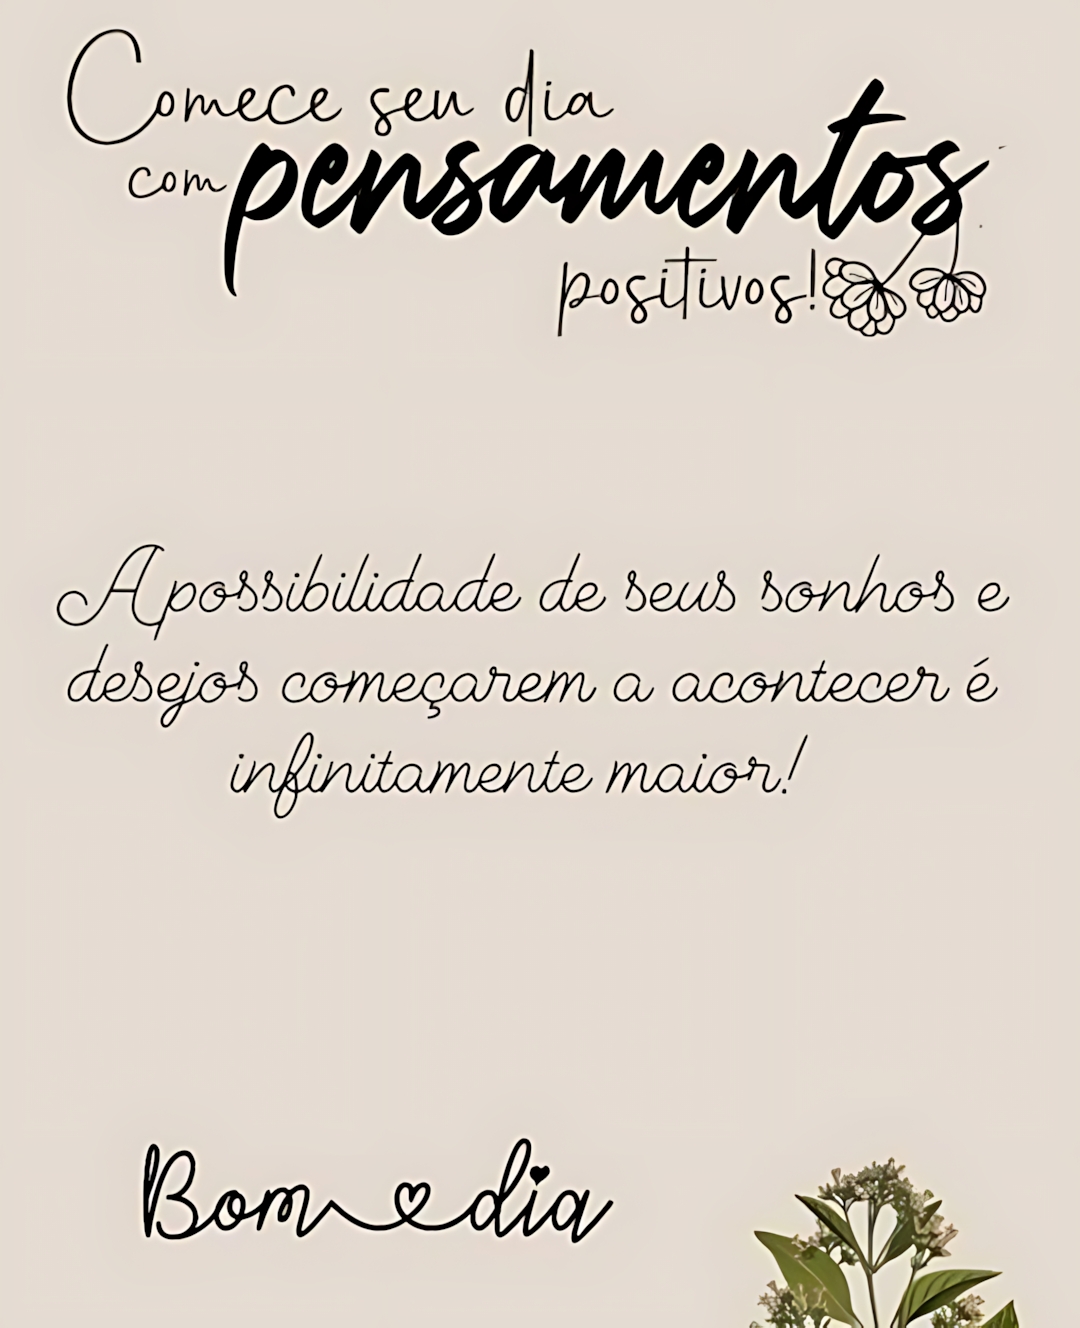 Comece seu dia
com pensamentos
positivos!
A possibilidade de seus sonhos e
desejos começarem a acontecer é
infinitamente maior!
Bom dia